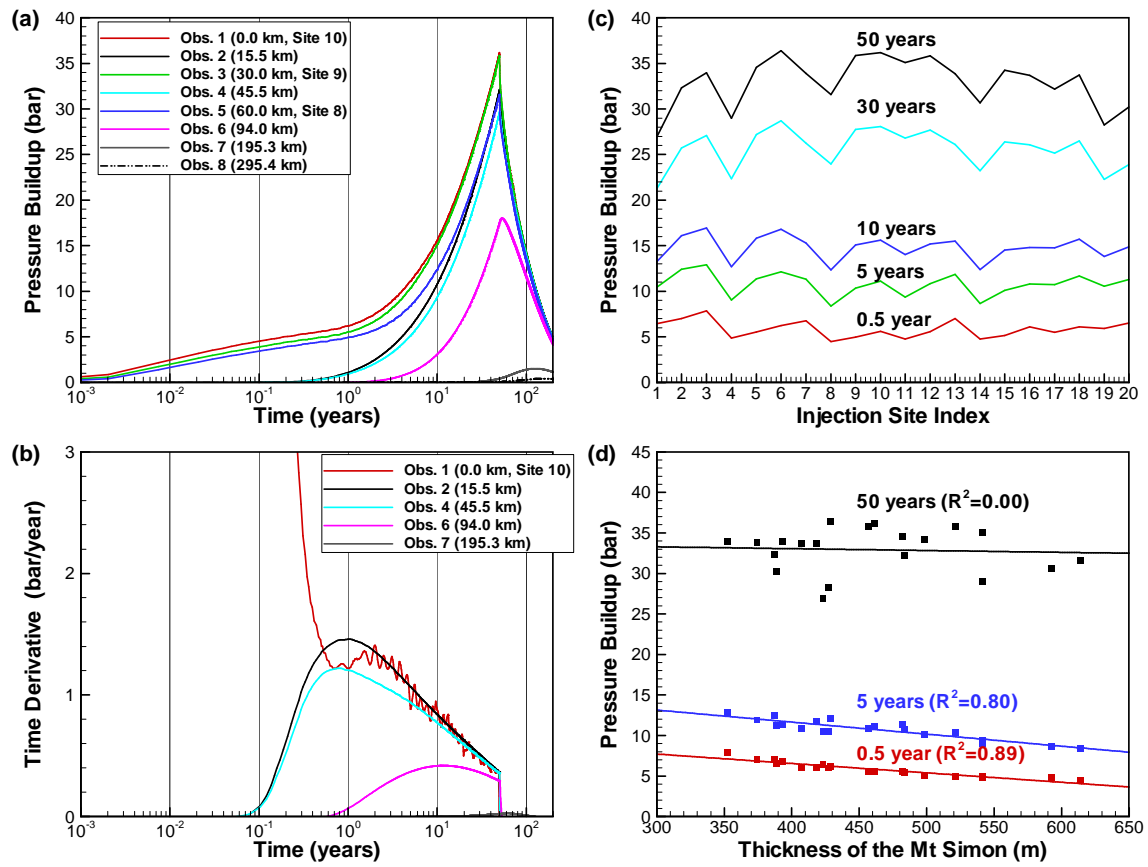 (a)
40
35
30
25
20
15
10
5
0
Pressure Buildup (bar)
Obs. 1 (0.0 km, Site 10)
Obs. 2 (15.5 km)
Obs. 3 (30.0 km, Site 9)
Obs. 4 (45.5 km)
Obs. 5 (60.0 km, Site 8)
Obs. 6 (94.0 km)
Obs. 7 (195.3 km)
Obs. 8 (295.4 km)
10⁻³ 10⁻² 10⁻¹ 10⁰ 10¹ 10²
Time (years)
(c)
40
35
30
25
20
15
10
5
0
Pressure Buildup (bar)
50 years
30 years
10 years
5 years
0.5 year
1 2 3 4 5 6 7 8 9 10 11 12 13 14 15 16 17 18 19 20
Injection Site Index
(b)
3
2
1
0
Time Derivative (bar/year)
Obs. 1 (0.0 km, Site 10)
Obs. 2 (15.5 km)
Obs. 4 (45.5 km)
Obs. 6 (94.0 km)
Obs. 7 (195.3 km)
10⁻³ 10⁻² 10⁻¹ 10⁰ 10¹ 10²
Time (years)
(d)
45
40
35
30
25
20
15
10
5
0
Pressure Buildup (bar)
50 years (R²=0.00)
5 years (R²=0.80)
0.5 year (R²=0.89)
300 350 400 450 500 550 600 650
Thickness of the Mt Simon (m)